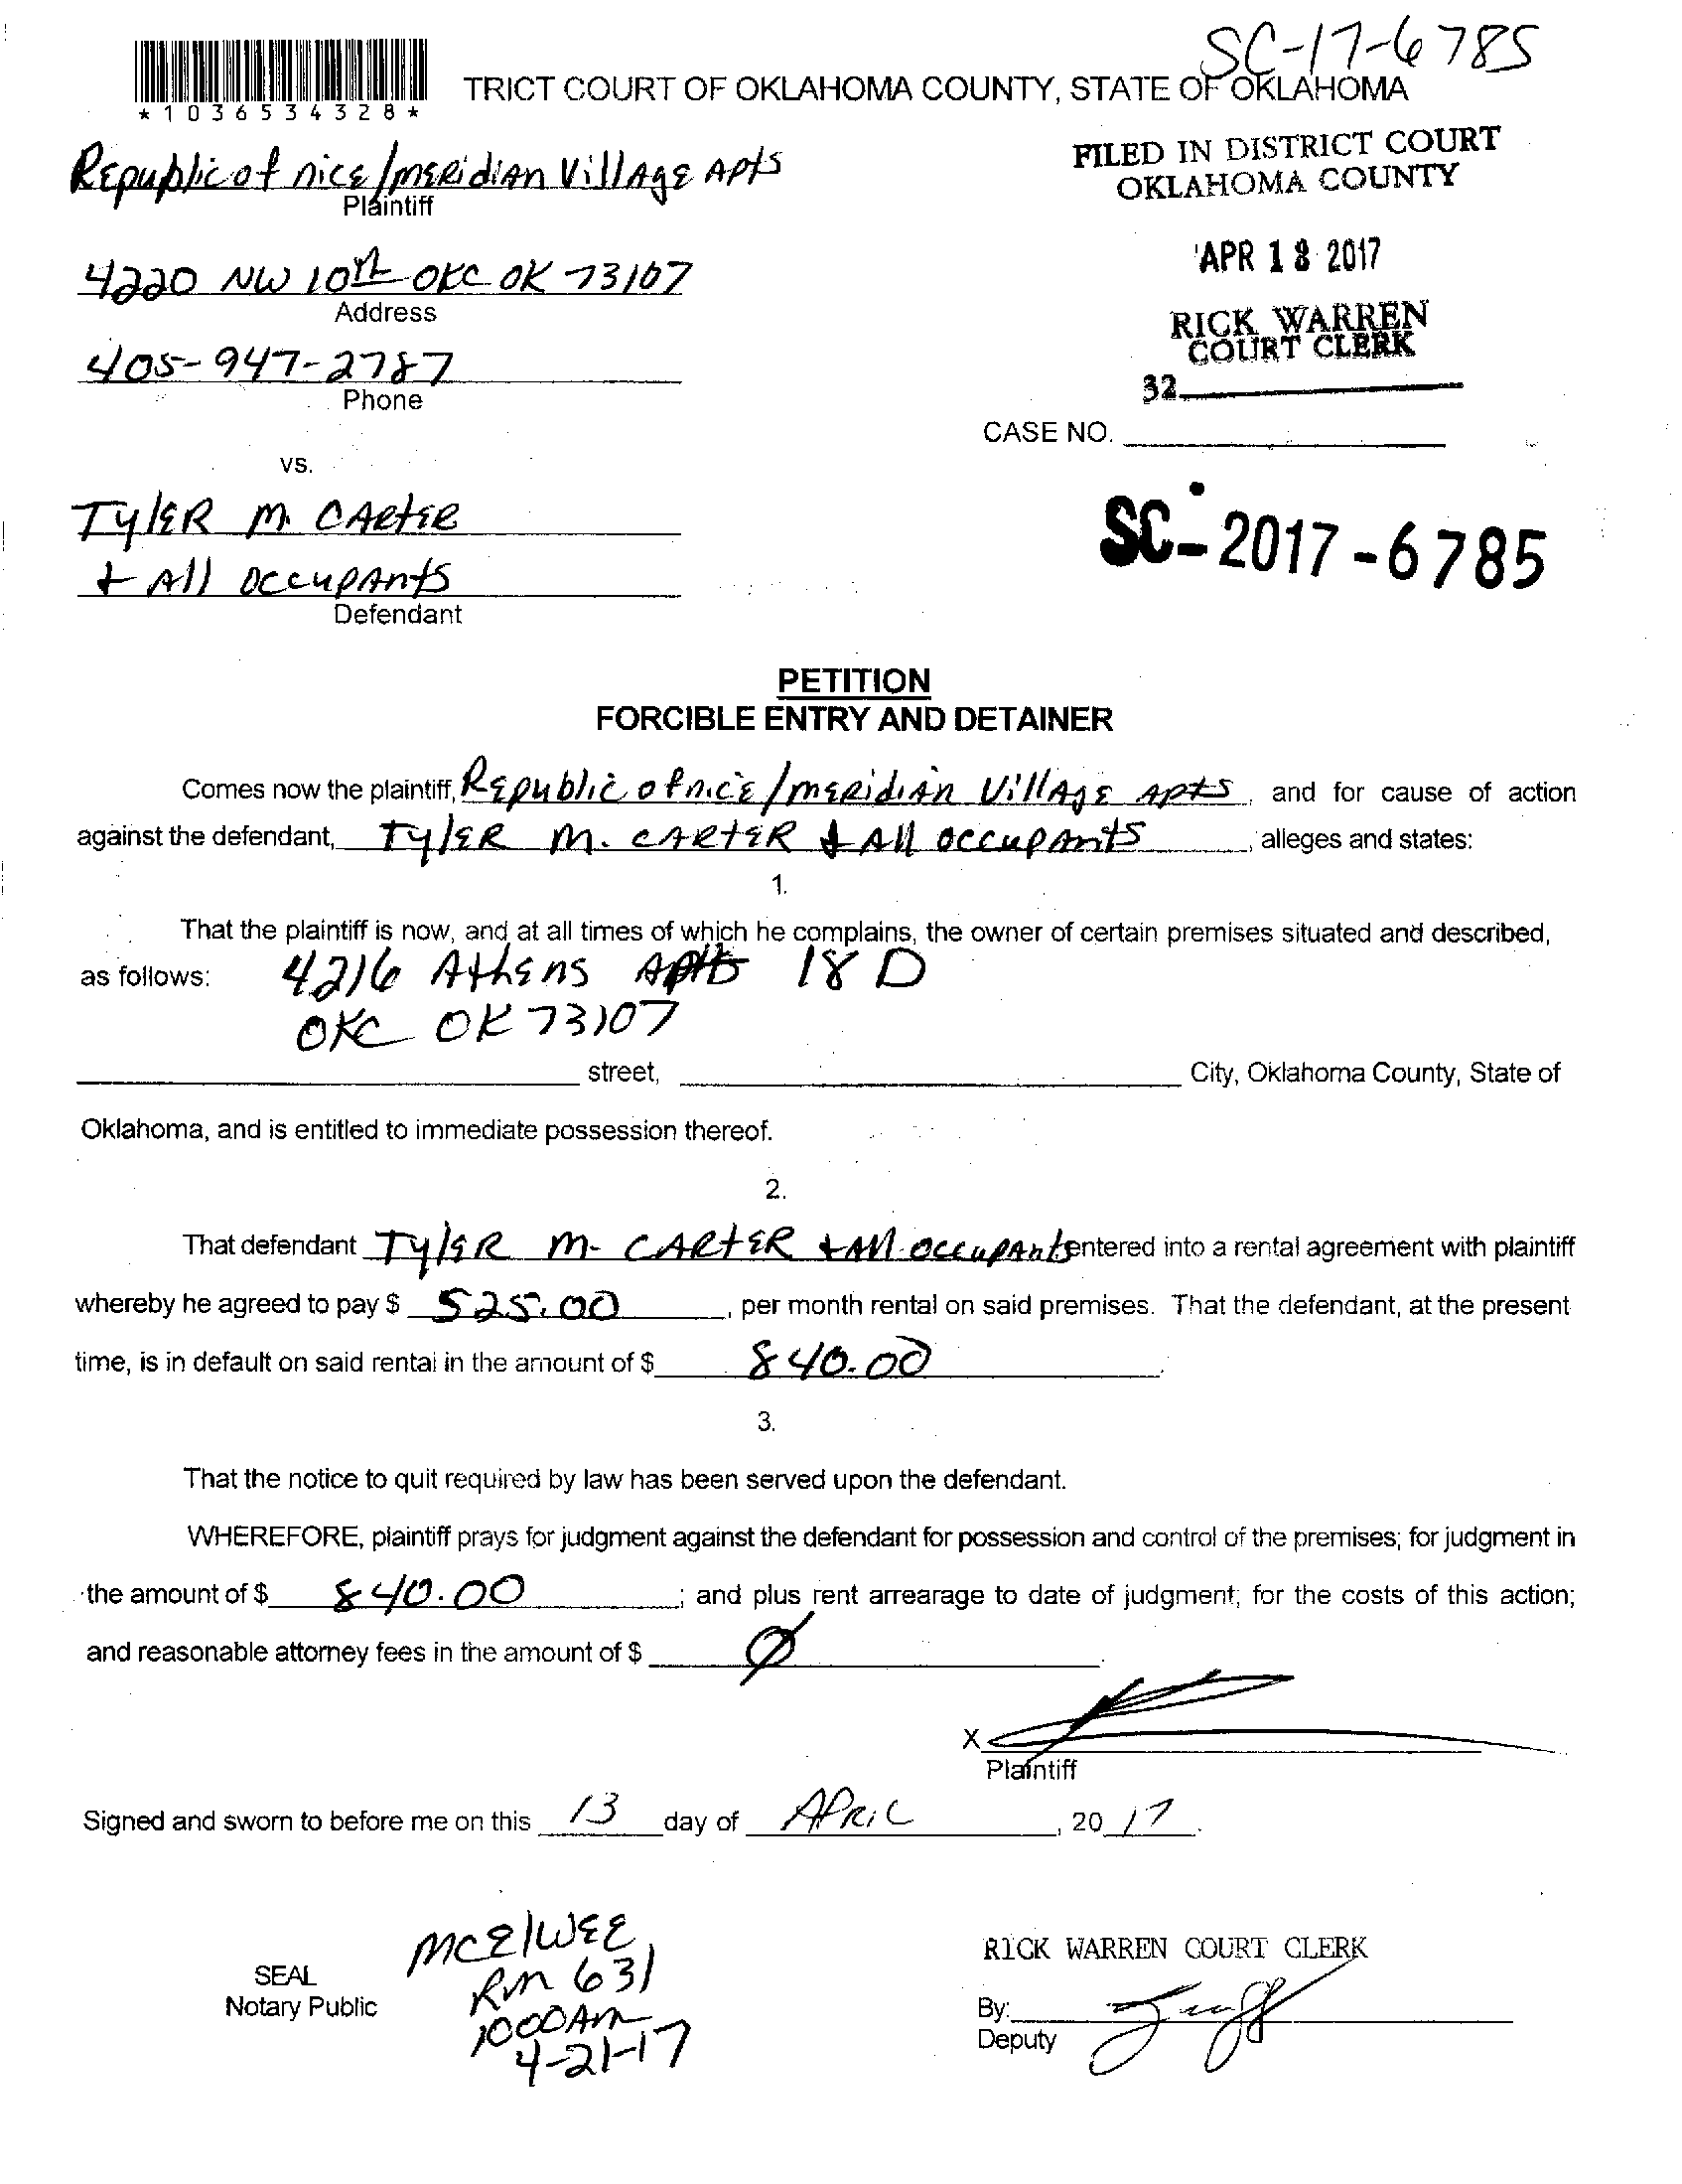 SC-17-6785
*1036534328*
TRICT COURT OF OKLAHOMA COUNTY, STATE OF OKLAHOMA
Republic of nice/meridian Village Apts
Plaintiff
FILED IN DISTRICT COURT
OKLAHOMA COUNTY
4220 NW 10th OKC OK 73107
Address
APR 18 2017
405-947-2787
Phone
RICK WARREN
COURT CLERK
32
CASE NO.
vs.
Tyler M. Carter
+ All Occupants
Defendant
SC-2017-6785
PETITION
FORCIBLE ENTRY AND DETAINER
Comes now the plaintiff, Republic of nice/meridian Village Apts, and for cause of action
against the defendant, Tyler M. Carter + All occupants, alleges and states:
1.
That the plaintiff is now, and at all times of which he complains, the owner of certain premises situated and described,
as follows: 4216 Athens Apt 18 D
OKC OK 73107
street, City, Oklahoma County, State of
Oklahoma, and is entitled to immediate possession thereof.
2.
That defendant Tyler M. Carter + All occupants entered into a rental agreement with plaintiff
whereby he agreed to pay $ 525.00, per month rental on said premises. That the defendant, at the present
time, is in default on said rental in the amount of $ 840.00.
3.
That the notice to quit required by law has been served upon the defendant.
WHEREFORE, plaintiff prays for judgment against the defendant for possession and control of the premises; for judgment in
the amount of $ 840.00; and plus rent arrearage to date of judgment; for the costs of this action;
and reasonable attorney fees in the amount of $ Ø.
X
Plaintiff
Signed and sworn to before me on this 13 day of April, 20 17.
McElwee
Rm 631
1000 Am
4-21-17
SEAL
Notary Public
RICK WARREN COURT CLERK
By:
Deputy